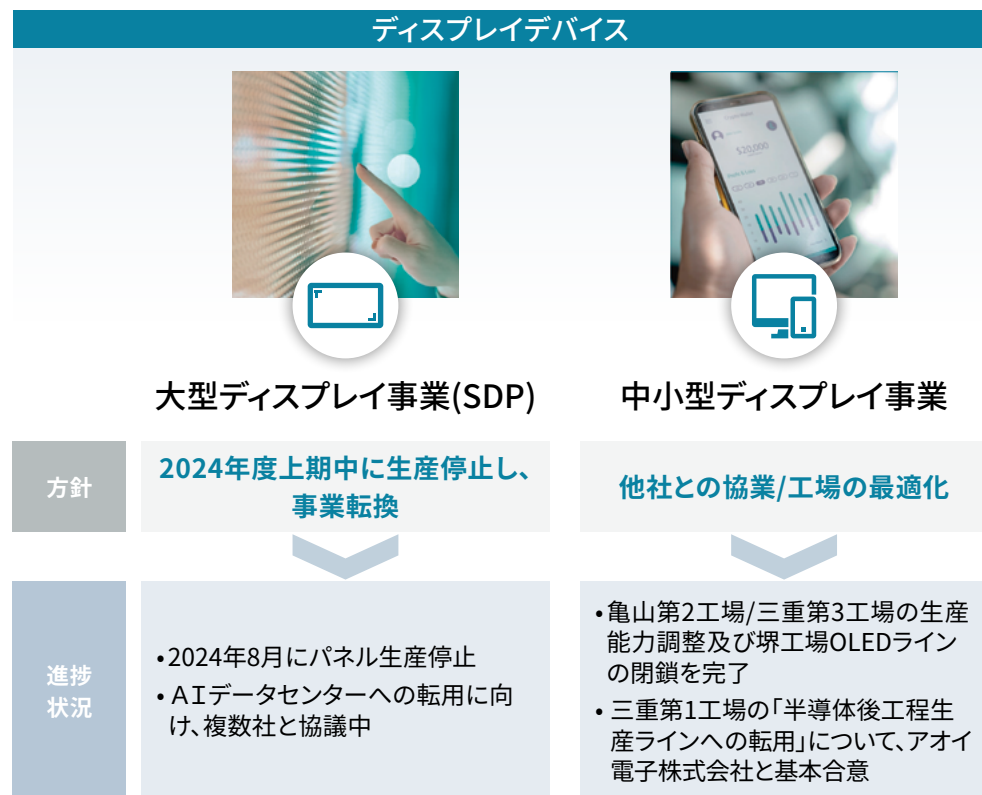 ディスプレイデバイス
$20,000
大型ディスプレイ事業(SDP)
中小型ディスプレイ事業
方針
2024年度上期中に生産停止し、
事業転換
他社との協業/工場の最適化
進捗
状況
•2024年8月にパネル生産停止
• ＡＩデータセンターへの転用に向
け、複数社と協議中
•亀山第2工場/三重第3工場の生産
能力調整及び堺工場OLEDライン
の閉鎖を完了
• 三重第1工場の「半導体後工程生
産ラインへの転用」について、アオイ
電子株式会社と基本合意